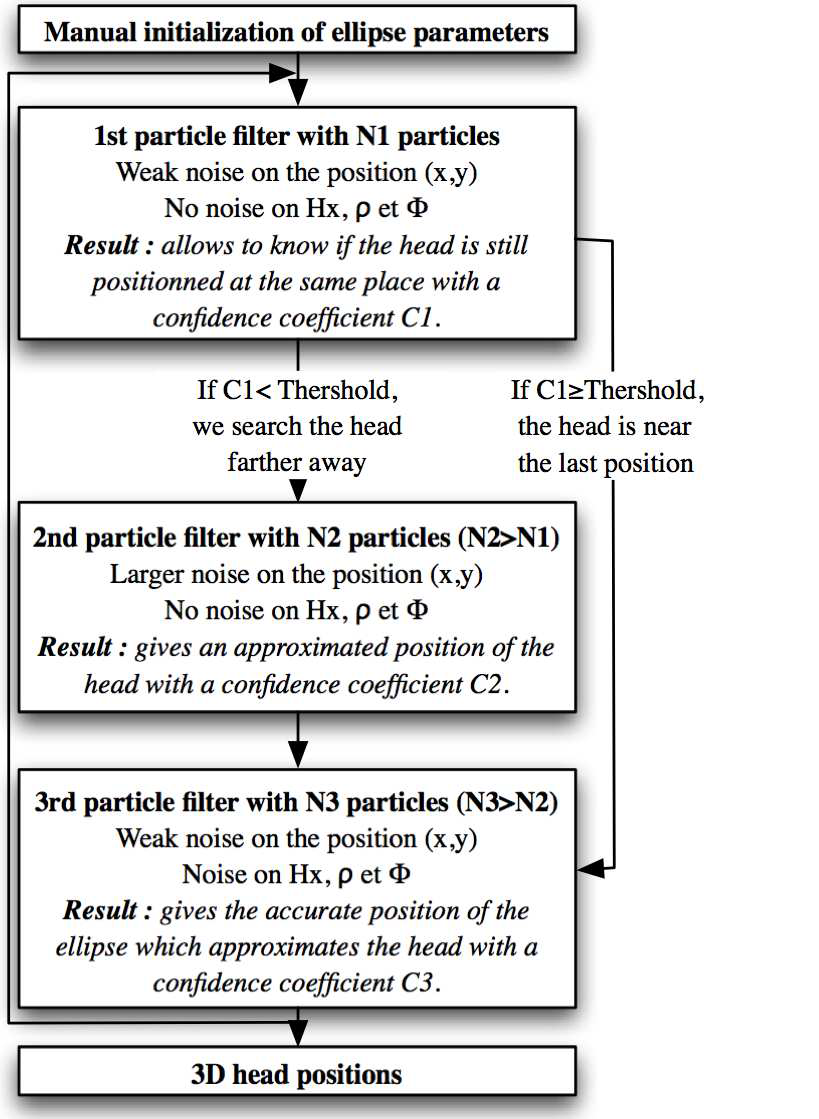 Manual initialization of ellipse parameters
1st particle filter with N1 particles
Weak noise on the position (x,y)
No noise on Hx, ρ et Φ
Result : allows to know if the head is still
positionned at the same place with a
confidence coefficient C1.
If C1< Thershold,
we search the head
farther away
If C1≥Thershold,
the head is near
the last position
2nd particle filter with N2 particles (N2>N1)
Larger noise on the position (x,y)
No noise on Hx, ρ et Φ
Result : gives an approximated position of the
head with a confidence coefficient C2.
3rd particle filter with N3 particles (N3>N2)
Weak noise on the position (x,y)
Noise on Hx, ρ et Φ
Result : gives the accurate position of the
ellipse which approximates the head with a
confidence coefficient C3.
3D head positions